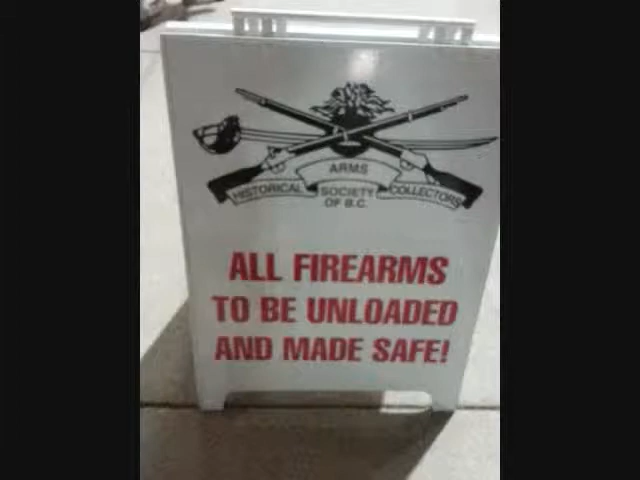 ARMS
HISTORICAL SOCIETY COLLECTORS
OF B.C.
ALL FIREARMS
TO BE UNLOADED
AND MADE SAFE!